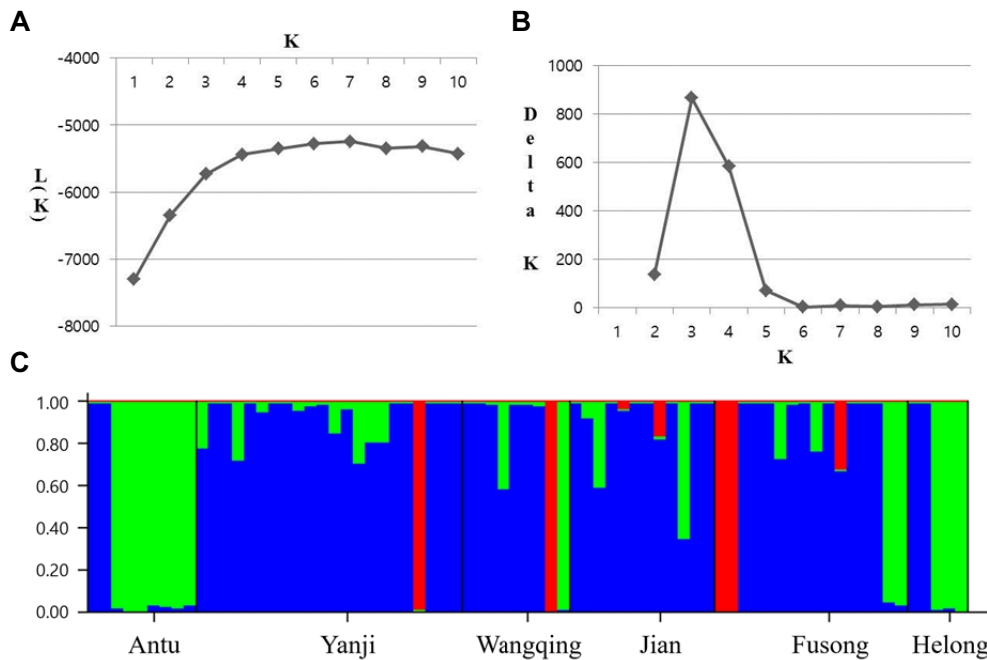 A
K
-4000
1 2 3 4 5 6 7 8 9 10
-5000
-6000
-7000
-8000
L(K)
B
1000
800
600
400
200
0
Delta K
1 2 3 4 5 6 7 8 9 10
K
C
1.00
0.80
0.60
0.40
0.20
0.00
Antu Yanji Wangqing Jian Fusong Helong